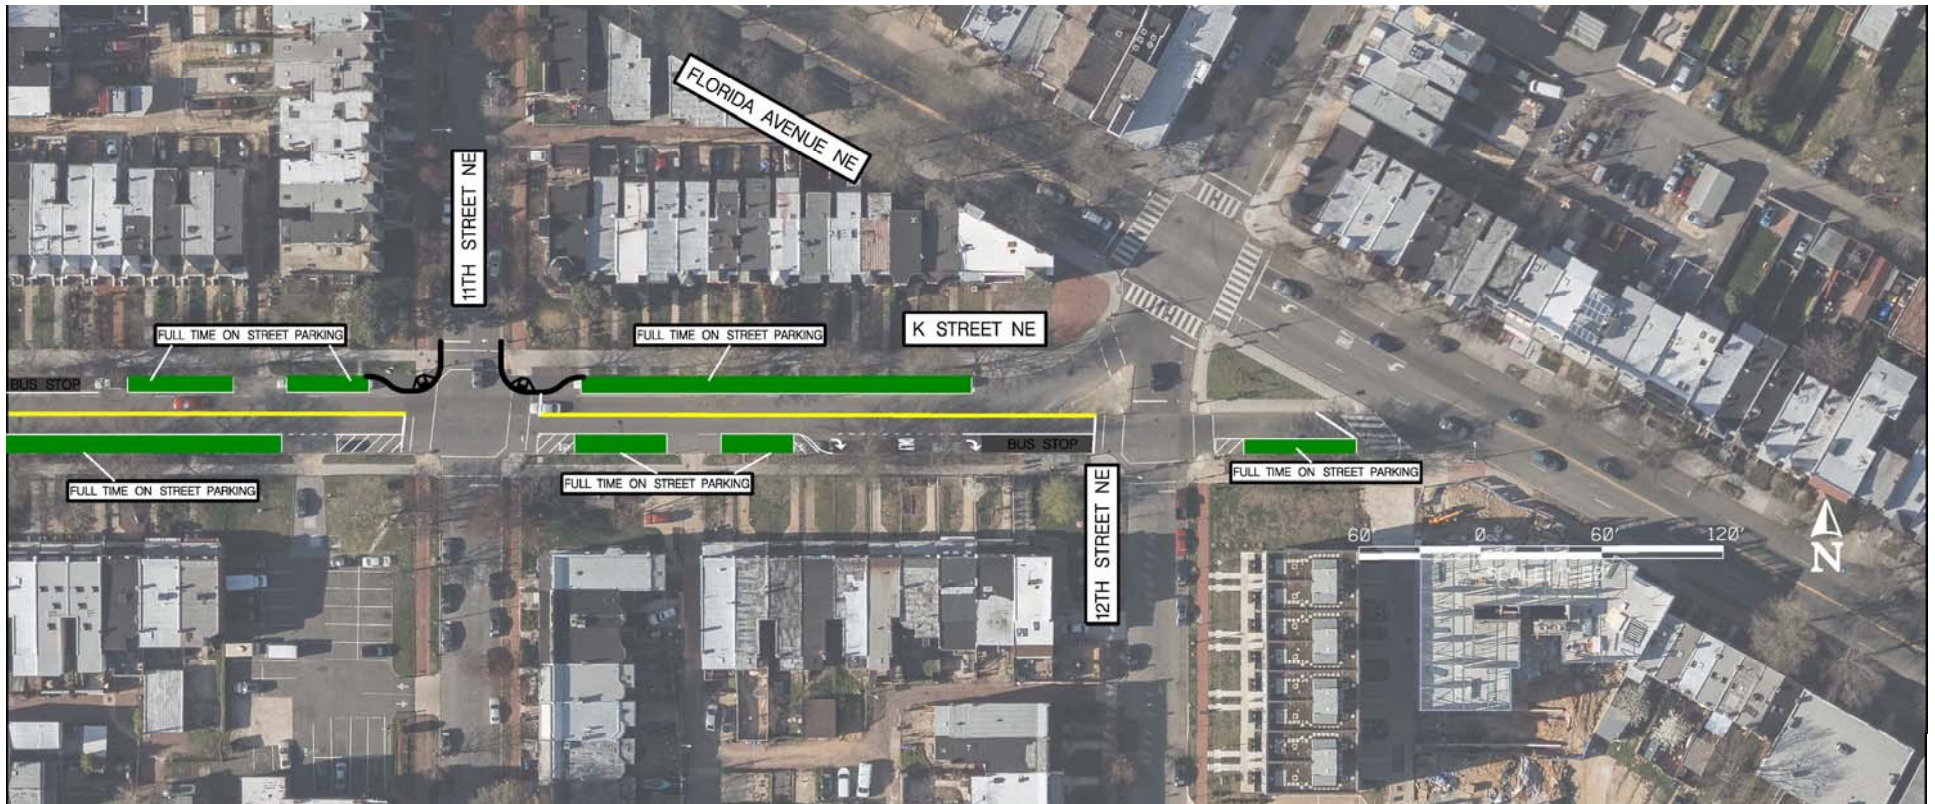 FLORIDA AVENUE NE
11TH STREET NE
K STREET NE
FULL TIME ON STREET PARKING
FULL TIME ON STREET PARKING
BUS STOP
BUS STOP
FULL TIME ON STREET PARKING
FULL TIME ON STREET PARKING
FULL TIME ON STREET PARKING
12TH STREET NE
60' 0 60' 120'
N